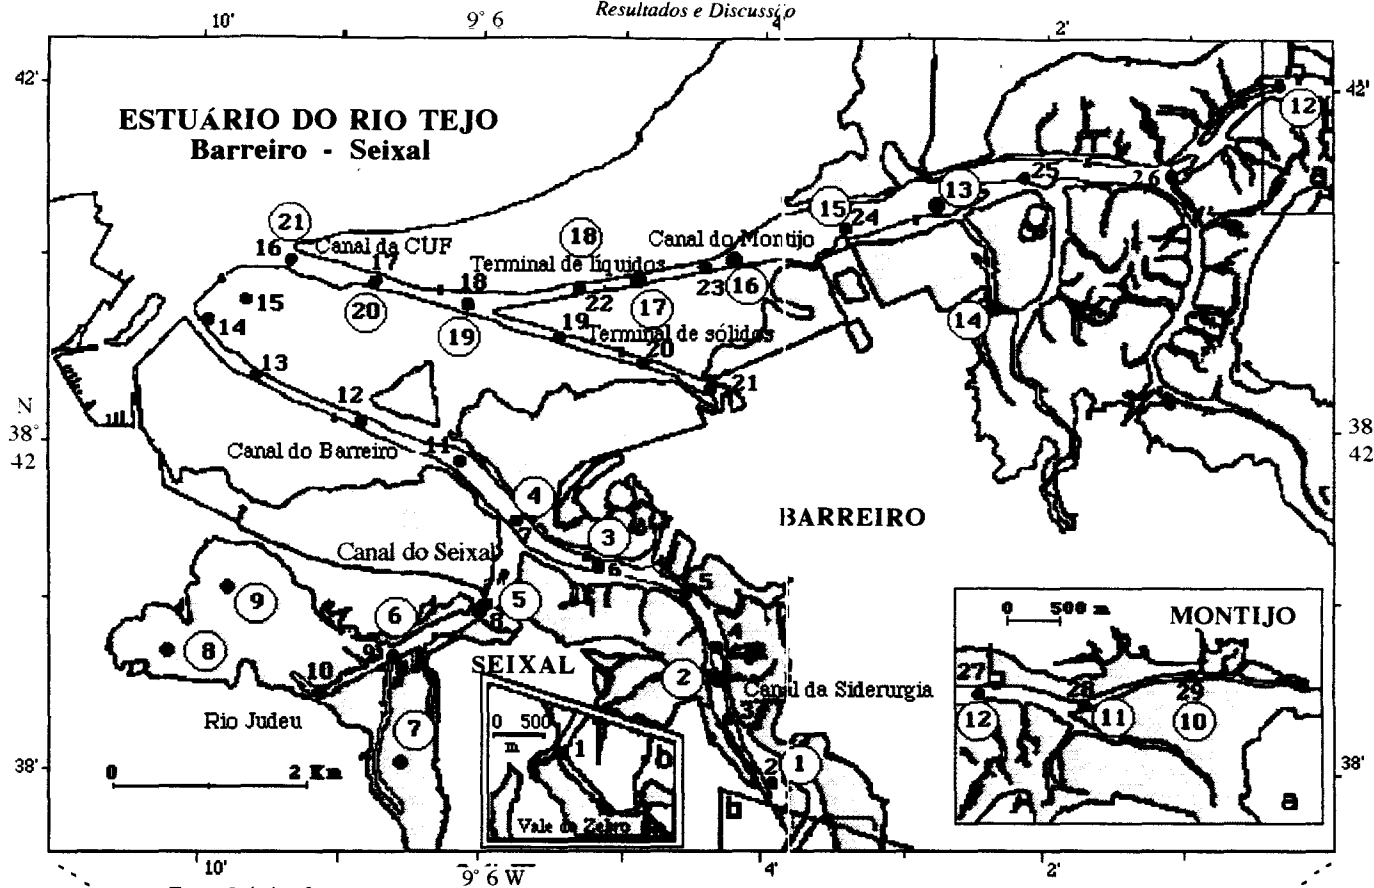 Resultados e Discussão
10'
9° 6
4'
2'
42'
42'
ESTUÁRIO DO RIO TEJO
Barreiro - Seixal
12
a
25
26
13
15
24
21
16
Canal da CUF
18
Canal do Montijo
17
Terminal de líquidos
15
18
22
23
16
20
17
14
19
19
Terminal de sólidos
14
20
13
21
12
N
38°
42
38
42
11
Canal do Barreiro
4
BARREIRO
7
3
Canal do Seixal
6
5
9
6
5
8
0 500 m
MONTIJO
4
8
9
10
SEIXAL
2
27
b
28
29
Canal da Siderurgia
3
12
11
10
Rio Judeu
7
0 500
m
1
b
1
2
38'
0 2 Km
38'
b
a
Vale de Zebro
10'
9° 6 W
4'
2'